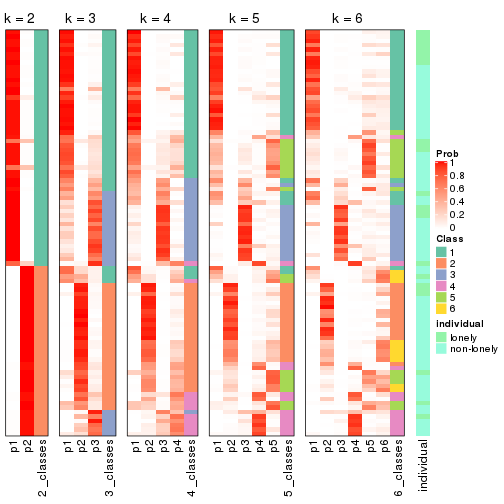 k = 2
k = 3
k = 4
k = 5
k = 6
p1
p2
2_classes
p1
p2
p3
3_classes
p1
p2
p3
p4
4_classes
p1
p2
p3
p4
p5
5_classes
p1
p2
p3
p4
p5
p6
6_classes
individual
Prob
1
0.8
0.6
0.4
0.2
0
Class
1
2
3
4
5
6
individual
lonely
non-lonely